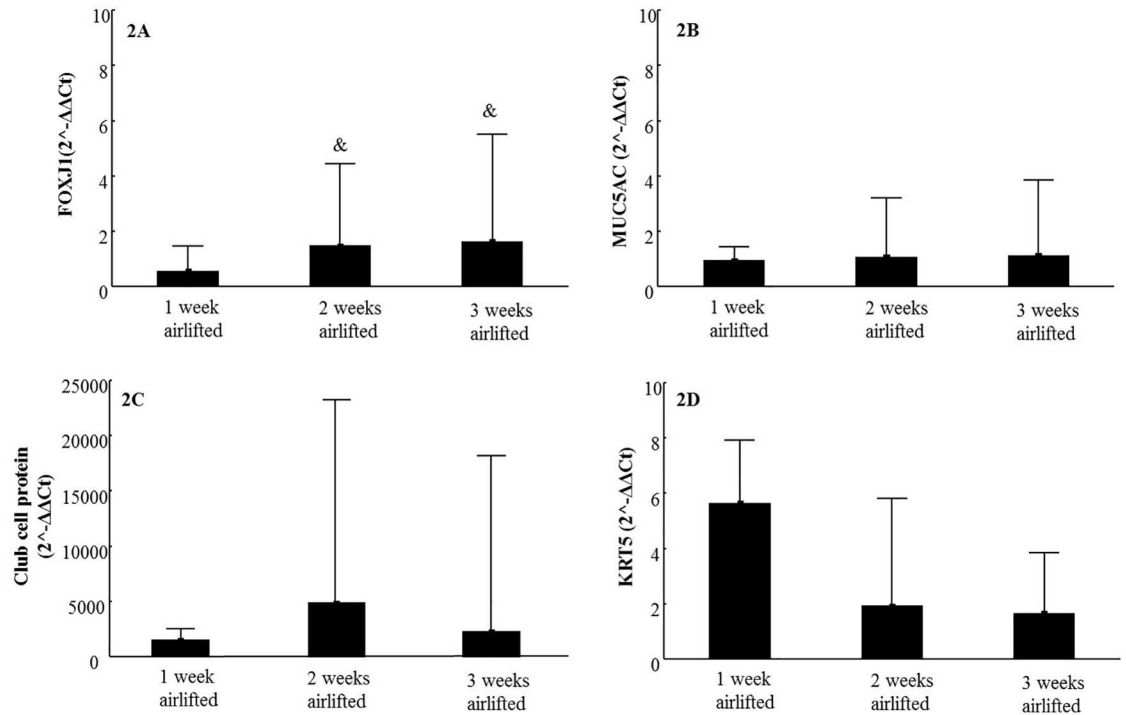 2A
FOXJ1(2^-ΔΔCt)
10
8
6
4
2
0
&
&
1 week
airlifted
2 weeks
airlifted
3 weeks
airlifted
2B
MUC5AC (2^-ΔΔCt)
10
8
6
4
2
0
1 week
airlifted
2 weeks
airlifted
3 weeks
airlifted
2C
Club cell protein
(2^-ΔΔCt)
25000
20000
15000
10000
5000
0
1 week
airlifted
2 weeks
airlifted
3 weeks
airlifted
2D
KRT5 (2^-ΔΔCt)
10
8
6
4
2
0
1 week
airlifted
2 weeks
airlifted
3 weeks
airlifted